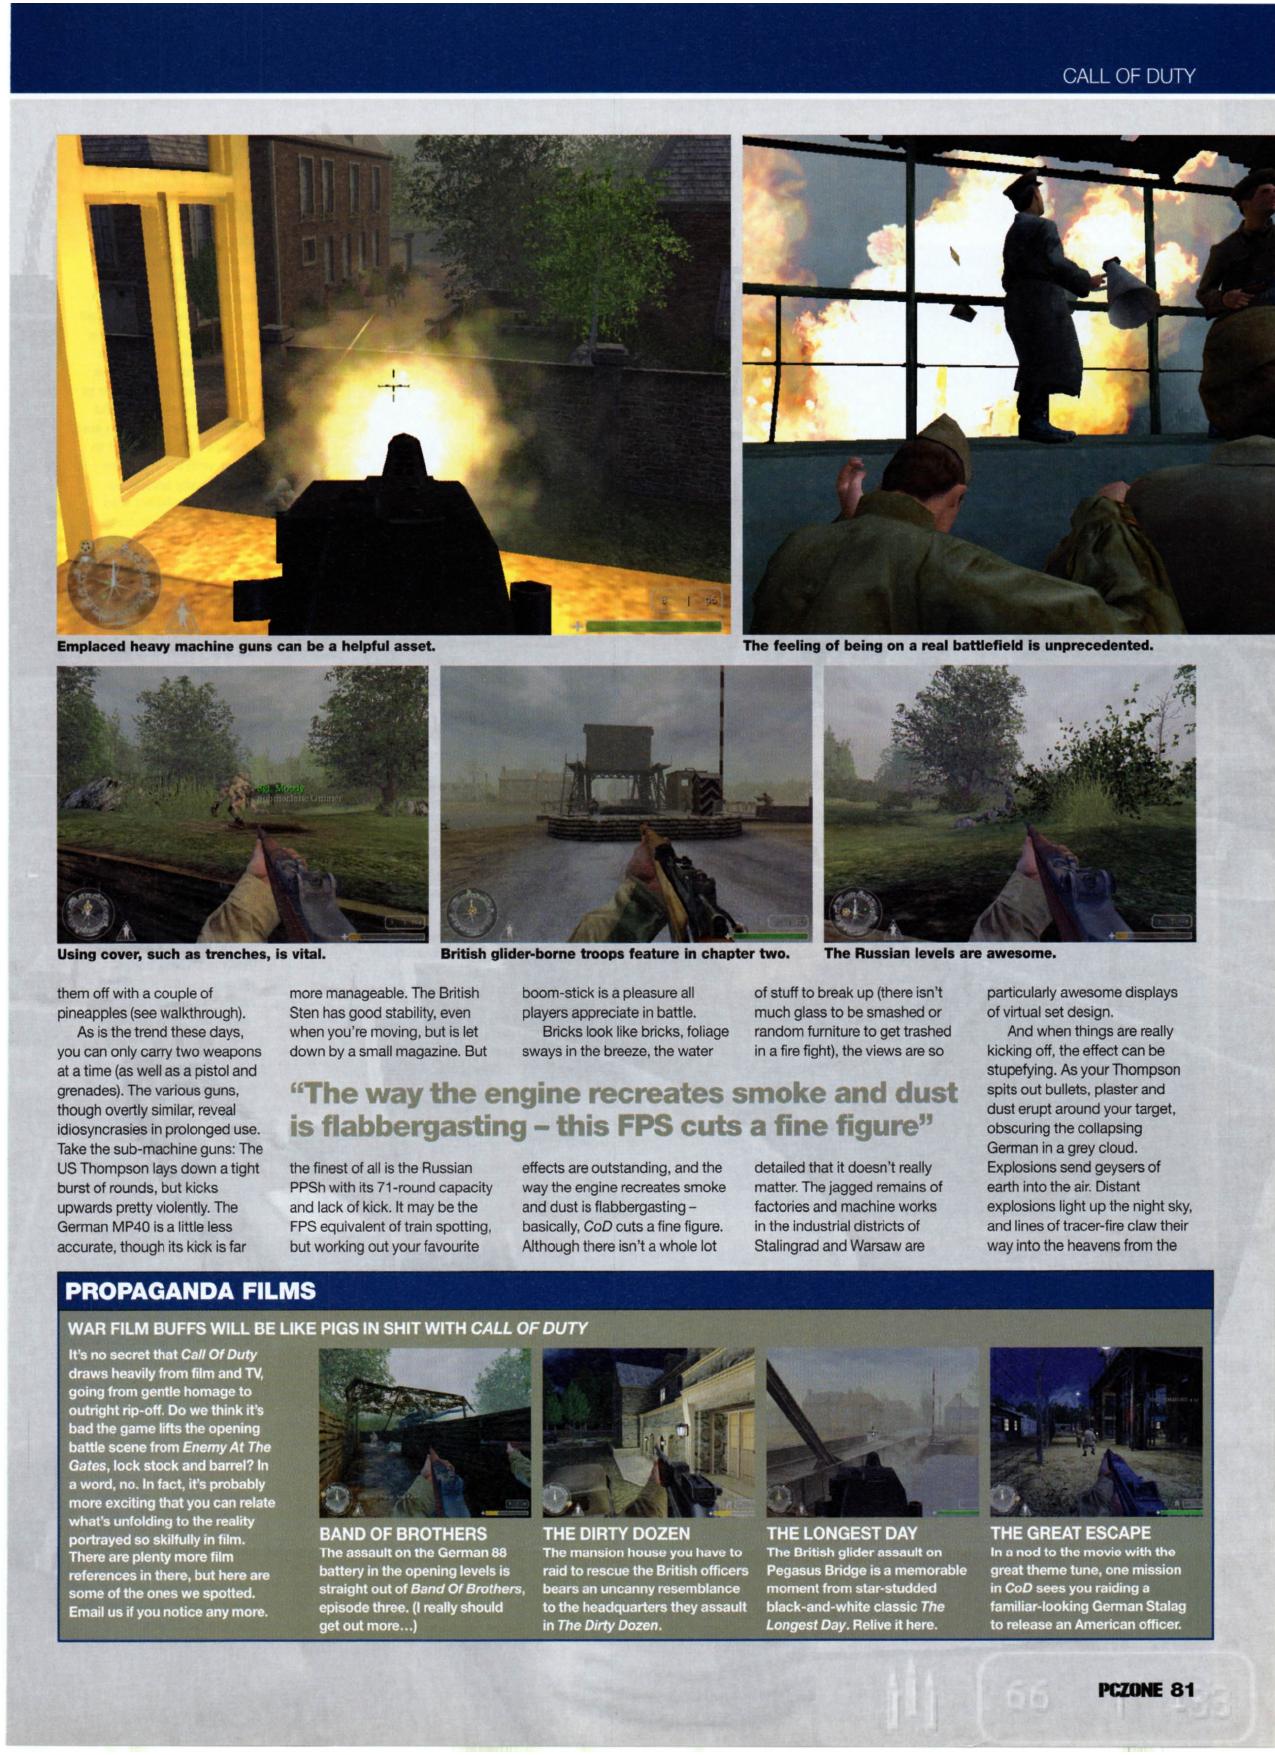 CALL OF DUTY
Emplaced heavy machine guns can be a helpful asset.
The feeling of being on a real battlefield is unprecedented.
Sgt. Moody
Submachine Gunner
Using cover, such as trenches, is vital.
British glider-borne troops feature in chapter two.
The Russian levels are awesome.
them off with a couple of
pineapples (see walkthrough).
As is the trend these days,
you can only carry two weapons
at a time (as well as a pistol and
grenades). The various guns,
though overtly similar, reveal
idiosyncrasies in prolonged use.
Take the sub-machine guns: The
US Thompson lays down a tight
burst of rounds, but kicks
upwards pretty violently. The
German MP40 is a little less
accurate, though its kick is far
more manageable. The British
Sten has good stability, even
when you're moving, but is let
down by a small magazine. But
the finest of all is the Russian
PPSh with its 71-round capacity
and lack of kick. It may be the
FPS equivalent of train spotting,
but working out your favourite
boom-stick is a pleasure all
players appreciate in battle.
Bricks look like bricks, foliage
sways in the breeze, the water
effects are outstanding, and the
way the engine recreates smoke
and dust is flabbergasting –
basically, CoD cuts a fine figure.
Although there isn't a whole lot
of stuff to break up (there isn't
much glass to be smashed or
random furniture to get trashed
in a fire fight), the views are so
detailed that it doesn't really
matter. The jagged remains of
factories and machine works
in the industrial districts of
Stalingrad and Warsaw are
particularly awesome displays
of virtual set design.
And when things are really
kicking off, the effect can be
stupefying. As your Thompson
spits out bullets, plaster and
dust erupt around your target,
obscuring the collapsing
German in a grey cloud.
Explosions send geysers of
earth into the air. Distant
explosions light up the night sky,
and lines of tracer-fire claw their
way into the heavens from the
“The way the engine recreates smoke and dust
is flabbergasting – this FPS cuts a fine figure”
PROPAGANDA FILMS
WAR FILM BUFFS WILL BE LIKE PIGS IN SHIT WITH CALL OF DUTY
It's no secret that Call Of Duty
draws heavily from film and TV,
going from gentle homage to
outright rip-off. Do we think it's
bad the game lifts the opening
battle scene from Enemy At The
Gates, lock stock and barrel? In
a word, no. In fact, it's probably
more exciting that you can relate
what's unfolding to the reality
portrayed so skilfully in film.
There are plenty more film
references in there, but here are
some of the ones we spotted.
Email us if you notice any more.
BAND OF BROTHERS
The assault on the German 88
battery in the opening levels is
straight out of Band Of Brothers,
episode three. (I really should
get out more...)
THE DIRTY DOZEN
The mansion house you have to
raid to rescue the British officers
bears an uncanny resemblance
to the headquarters they assault
in The Dirty Dozen.
THE LONGEST DAY
The British glider assault on
Pegasus Bridge is a memorable
moment from star-studded
black-and-white classic The
Longest Day. Relive it here.
THE GREAT ESCAPE
In a nod to the movie with the
great theme tune, one mission
in CoD sees you raiding a
familiar-looking German Stalag
to release an American officer.
66
PCZONE 81